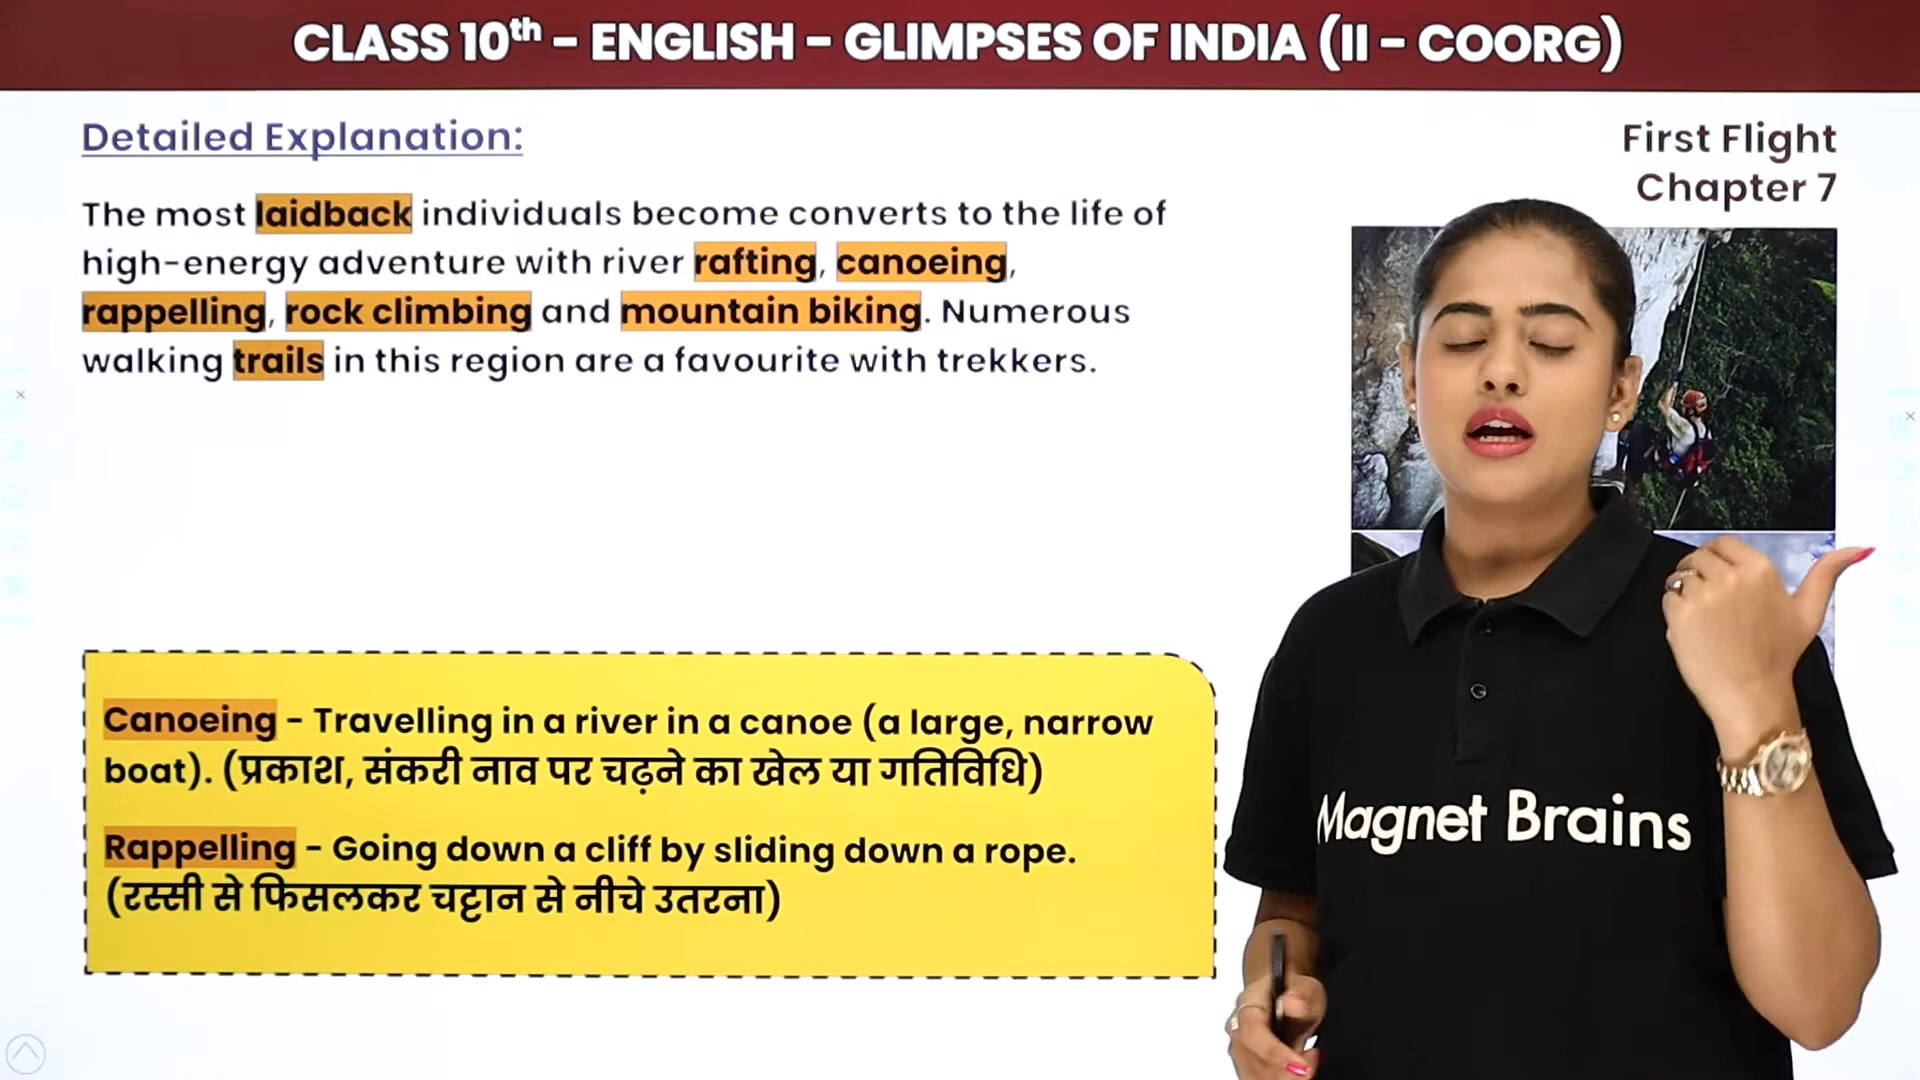 CLASS 10th – ENGLISH – GLIMPSES OF INDIA (II – COORG)
Detailed Explanation:
First Flight
Chapter 7
The most laidback individuals become converts to the life of
high-energy adventure with river rafting, canoeing,
rappelling, rock climbing and mountain biking. Numerous
walking trails in this region are a favourite with trekkers.
Canoeing – Travelling in a river in a canoe (a large, narrow
boat). (प्रकाश, संकरी नाव पर चढ़ने का खेल या गतिविधि)
Rappelling – Going down a cliff by sliding down a rope.
(रस्सी से फिसलकर चट्टान से नीचे उतरना)
Magnet Brains